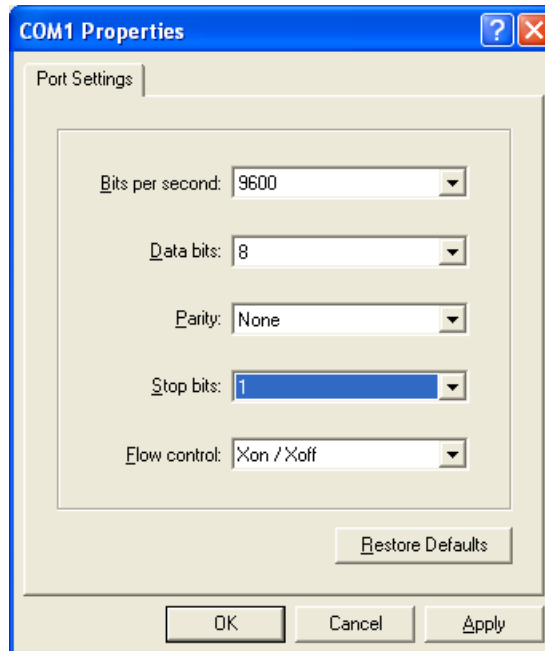 COM1 Properties
Port Settings
Bits per second: 9600
Data bits: 8
Parity: None
Stop bits: 1
Flow control: Xon / Xoff
Restore Defaults
OK Cancel Apply